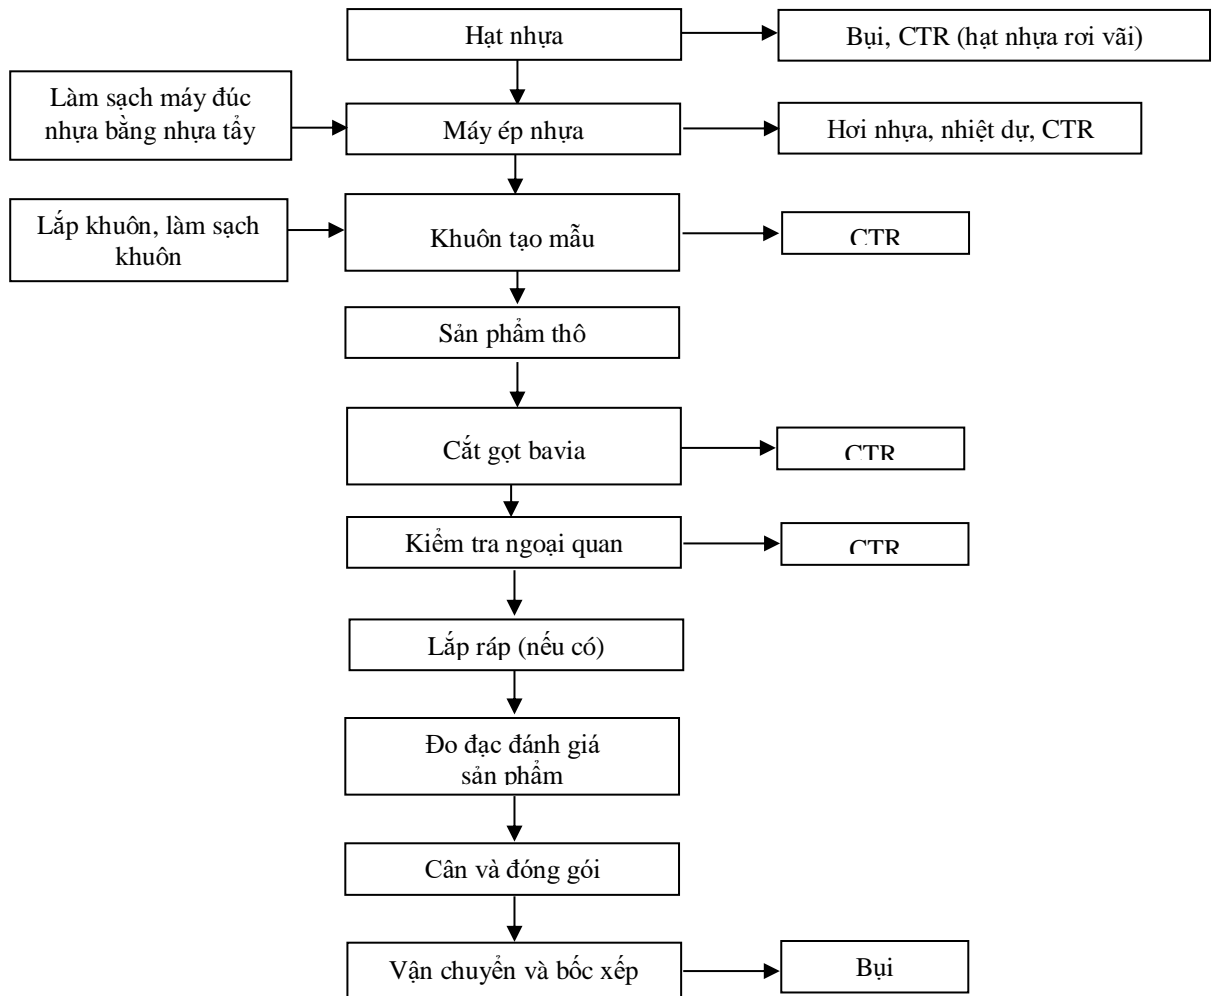 Hạt nhựa
Bụi, CTR (hạt nhựa rơi vãi)
Làm sạch máy đúc
nhựa bằng nhựa tẩy
Máy ép nhựa
Hơi nhựa, nhiệt dự, CTR
Lắp khuôn, làm sạch
khuôn
Khuôn tạo mẫu
CTR
Sản phẩm thô
Cắt gọt bavia
CTR
Kiểm tra ngoại quan
CTR
Lắp ráp (nếu có)
Đo đạc đánh giá
sản phẩm
Cân và đóng gói
Vận chuyển và bốc xếp
Bụi